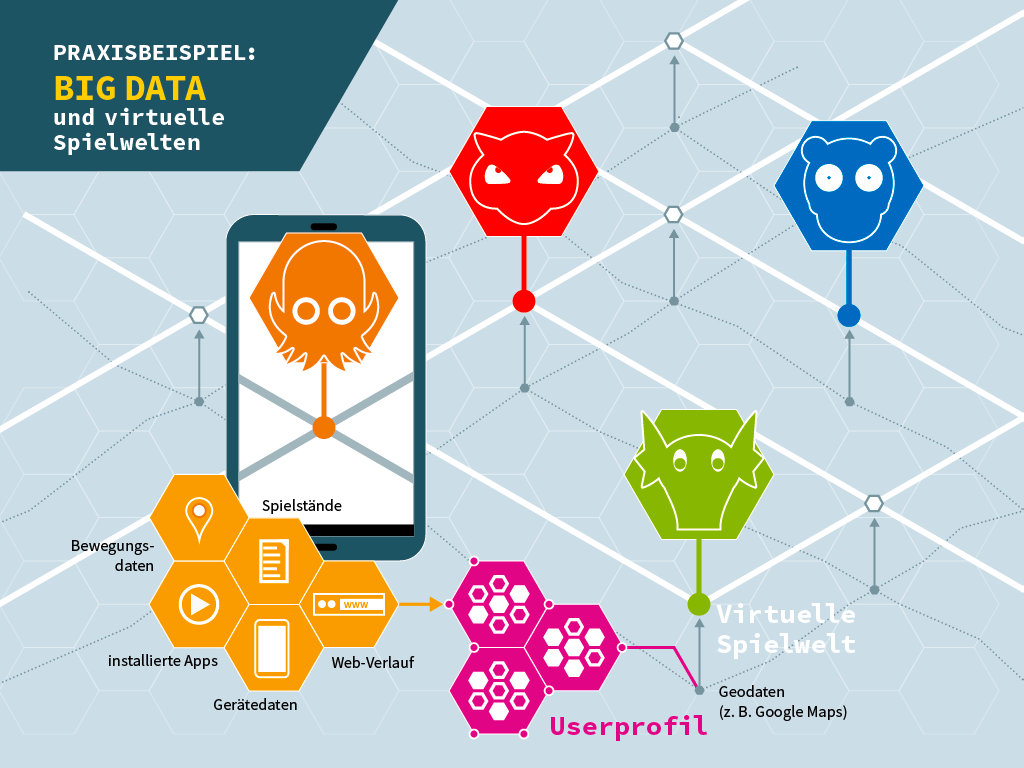 PRAXISBEISPIEL:
BIG DATA
und virtuelle
Spielwelten
Spielstände
Bewegungs-
daten
www
installierte Apps
Web-Verlauf
Gerätedaten
Virtuelle
Spielwelt
Geodaten
(z. B. Google Maps)
Userprofil